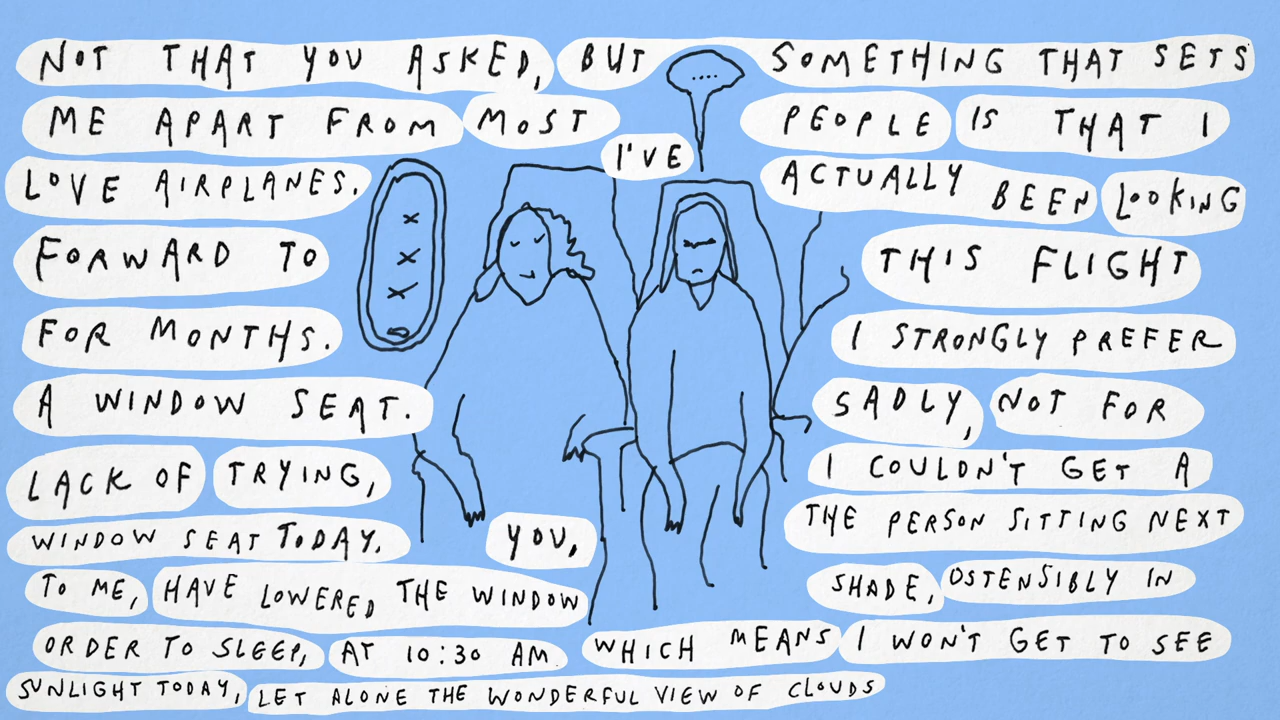 NOT THAT YOU ASKED, BUT SOMETHING THAT SETS
ME APART FROM MOST PEOPLE IS THAT I
LOVE AIRPLANES. I'VE ACTUALLY BEEN LOOKING
FORWARD TO THIS FLIGHT
FOR MONTHS. I STRONGLY PREFER
A WINDOW SEAT. SADLY, NOT FOR
LACK OF TRYING, I COULDN'T GET A
WINDOW SEAT TODAY. YOU, THE PERSON SITTING NEXT
TO ME, HAVE LOWERED THE WINDOW SHADE, OSTENSIBLY IN
ORDER TO SLEEP, AT 10:30 AM WHICH MEANS I WON'T GET TO SEE
SUNLIGHT TODAY, LET ALONE THE WONDERFUL VIEW OF CLOUDS